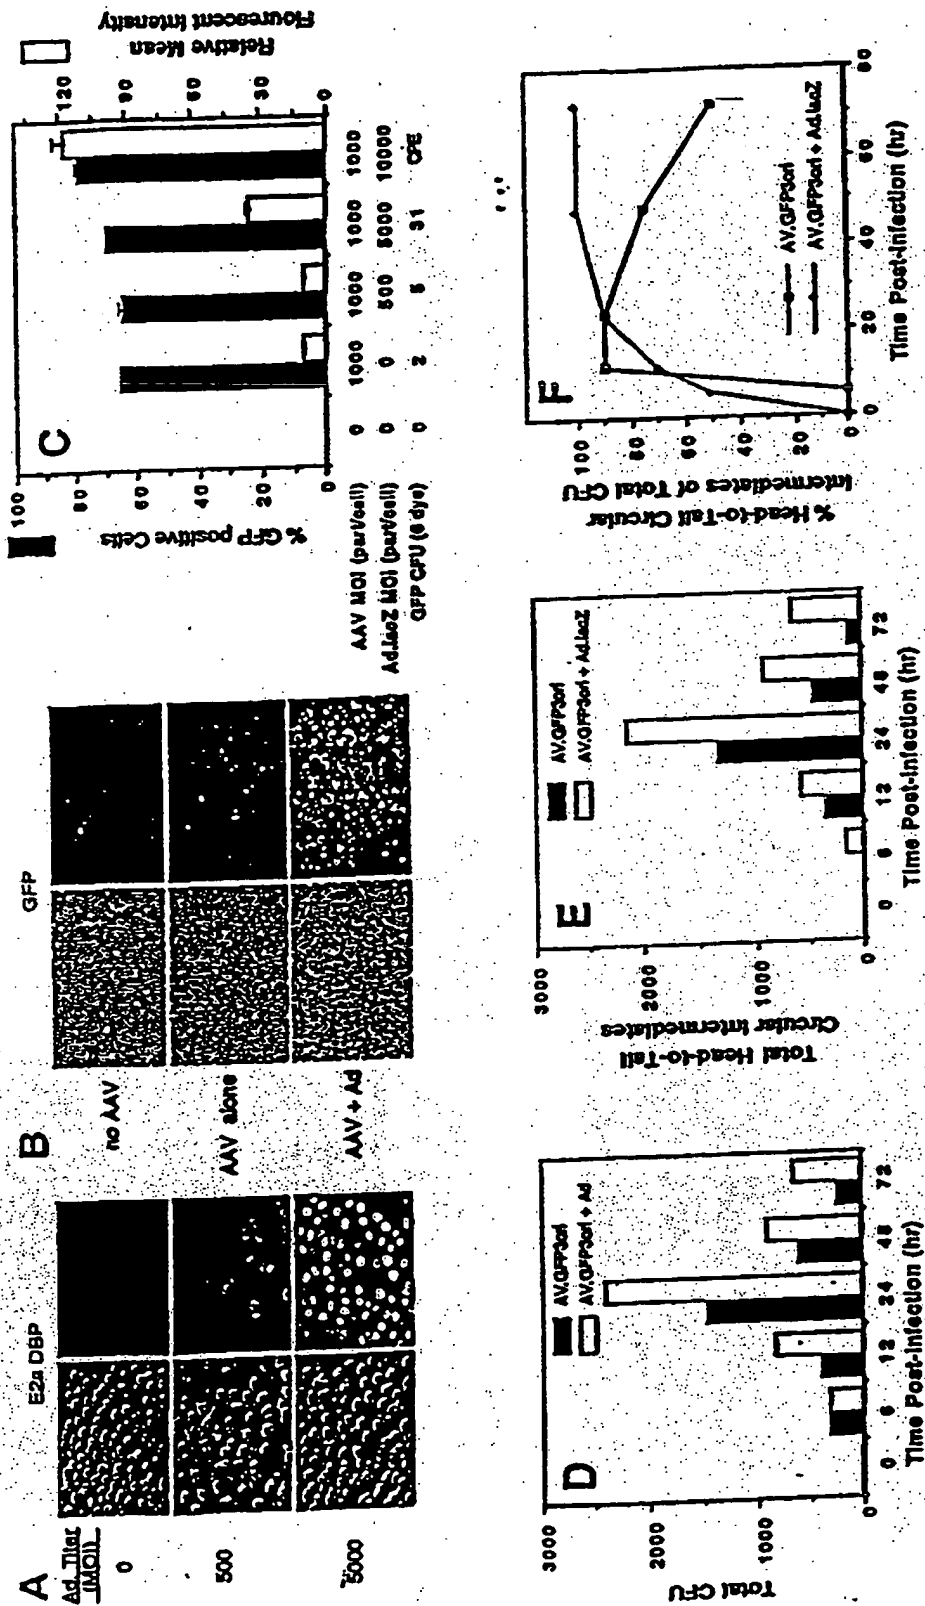 A
E2a DBP
Ad. Titer
(MOI)
0
500
5000
B
GFP
no AAV
AAV alone
AAV + Ad
C
% GFP positive Cells
100
80
60
40
20
0
Relative Mean
Flourescent Intensity
120
90
60
30
0
AAV MOI (part/cell) 0 1000 1000 1000 1000
Ad.lacZ MOI (part/cell) 0 0 500 5000 10000
GFP CFU (6 dys) 0 2 5 31 CPE
D
Total CFU
3000
2000
1000
0
AV.GFP3ori
AV.GFP3ori + Ad
0 6 12 24 48 72
Time Post-Infection (hr)
E
Total Head-to-Tail
Circular Intermediates
3000
2000
1000
0
AV.GFP3ori
AV.GFP3ori + Ad.lacZ
0 6 12 24 48 72
Time Post-Infection (hr)
F
% Head-to-Tail Circular
Intermediates of Total CFU
100
80
60
40
20
0
AV.GFP3ori
AV.GFP3ori + Ad.lacZ
0 20 40 60 80
Time Post-Infection (hr)